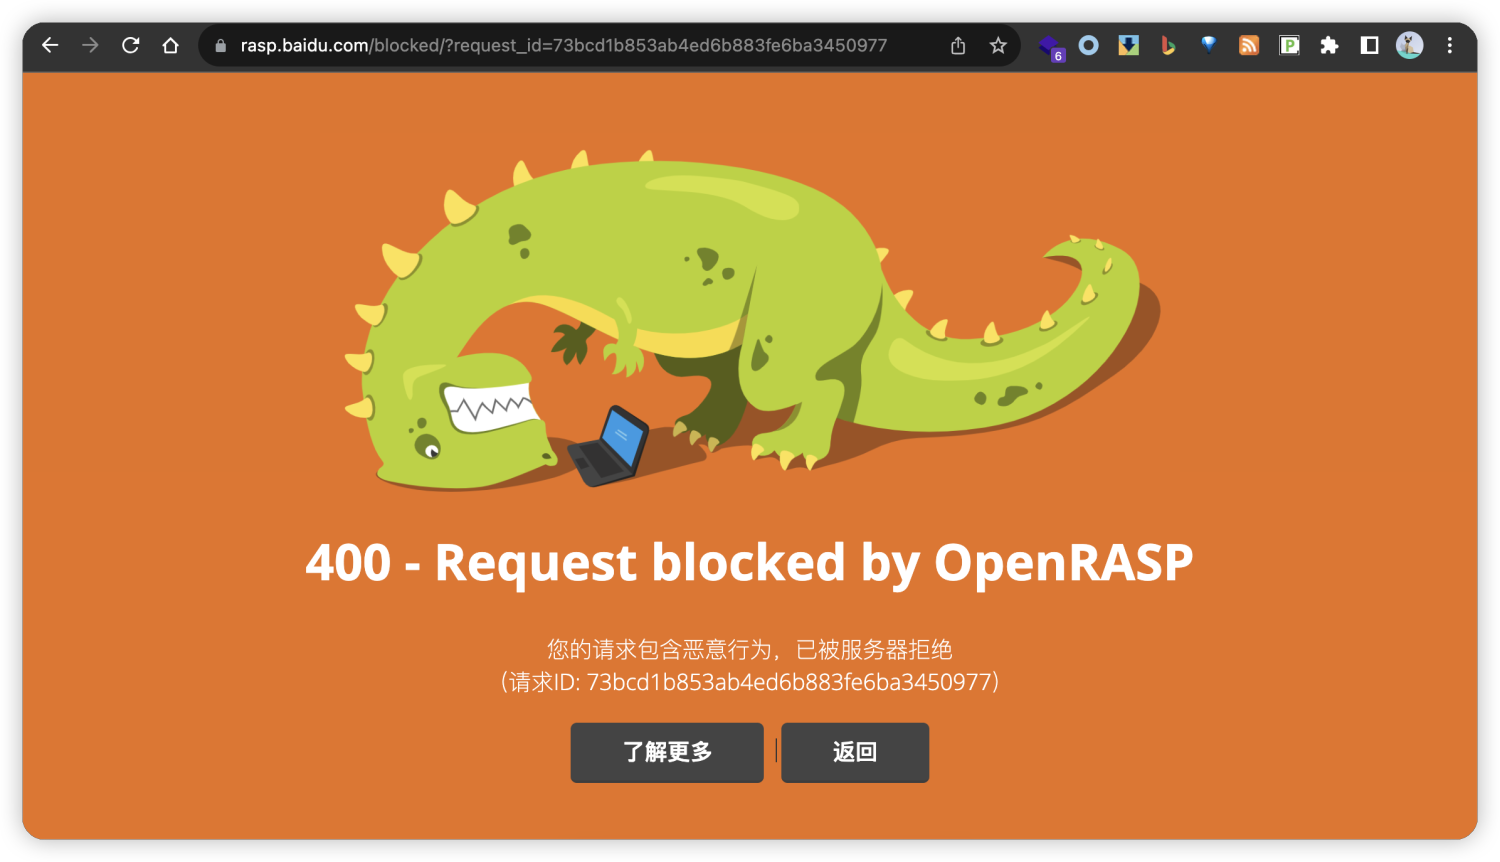 rasp.baidu.com/blocked/?request_id=73bcd1b853ab4ed6b883fe6ba3450977
6
P
400 - Request blocked by OpenRASP
您的请求包含恶意行为，已被服务器拒绝
（请求ID: 73bcd1b853ab4ed6b883fe6ba3450977）
了解更多 | 返回